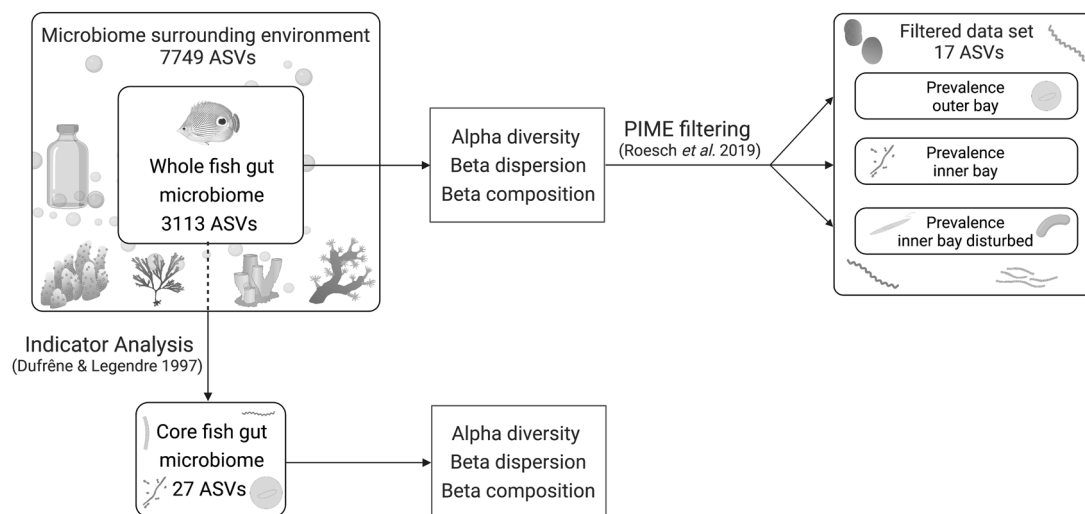 Microbiome surrounding environment
7749 ASVs
Whole fish gut
microbiome
3113 ASVs
Alpha diversity
Beta dispersion
Beta composition
PIME filtering
(Roesch et al. 2019)
Filtered data set
17 ASVs
Prevalence
outer bay
Prevalence
inner bay
Prevalence
inner bay disturbed
Indicator Analysis
(Dufrêne & Legendre 1997)
Core fish gut
microbiome
27 ASVs
Alpha diversity
Beta dispersion
Beta composition